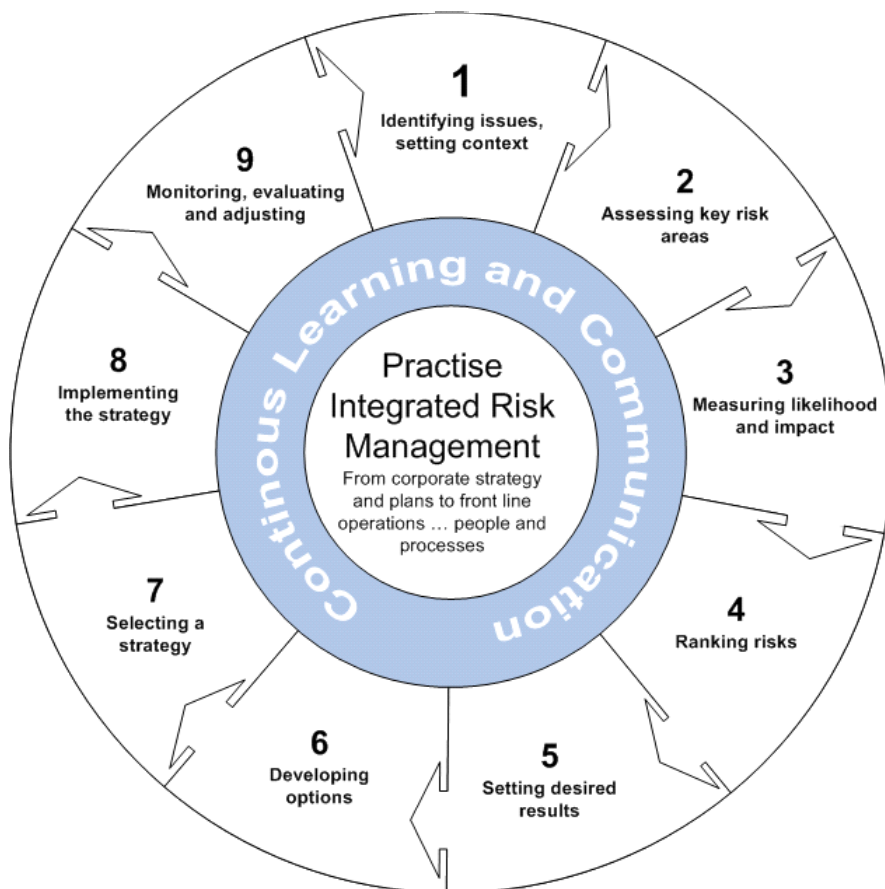 1
Identifying issues,
setting context
2
Assessing key risk
areas
3
Measuring likelihood
and impact
4
Ranking risks
5
Setting desired
results
6
Developing
options
7
Selecting a
strategy
8
Implementing
the strategy
9
Monitoring, evaluating
and adjusting
Continous Learning and Communication
Practise
Integrated Risk
Management
From corporate strategy
and plans to front line
operations ... people and
processes